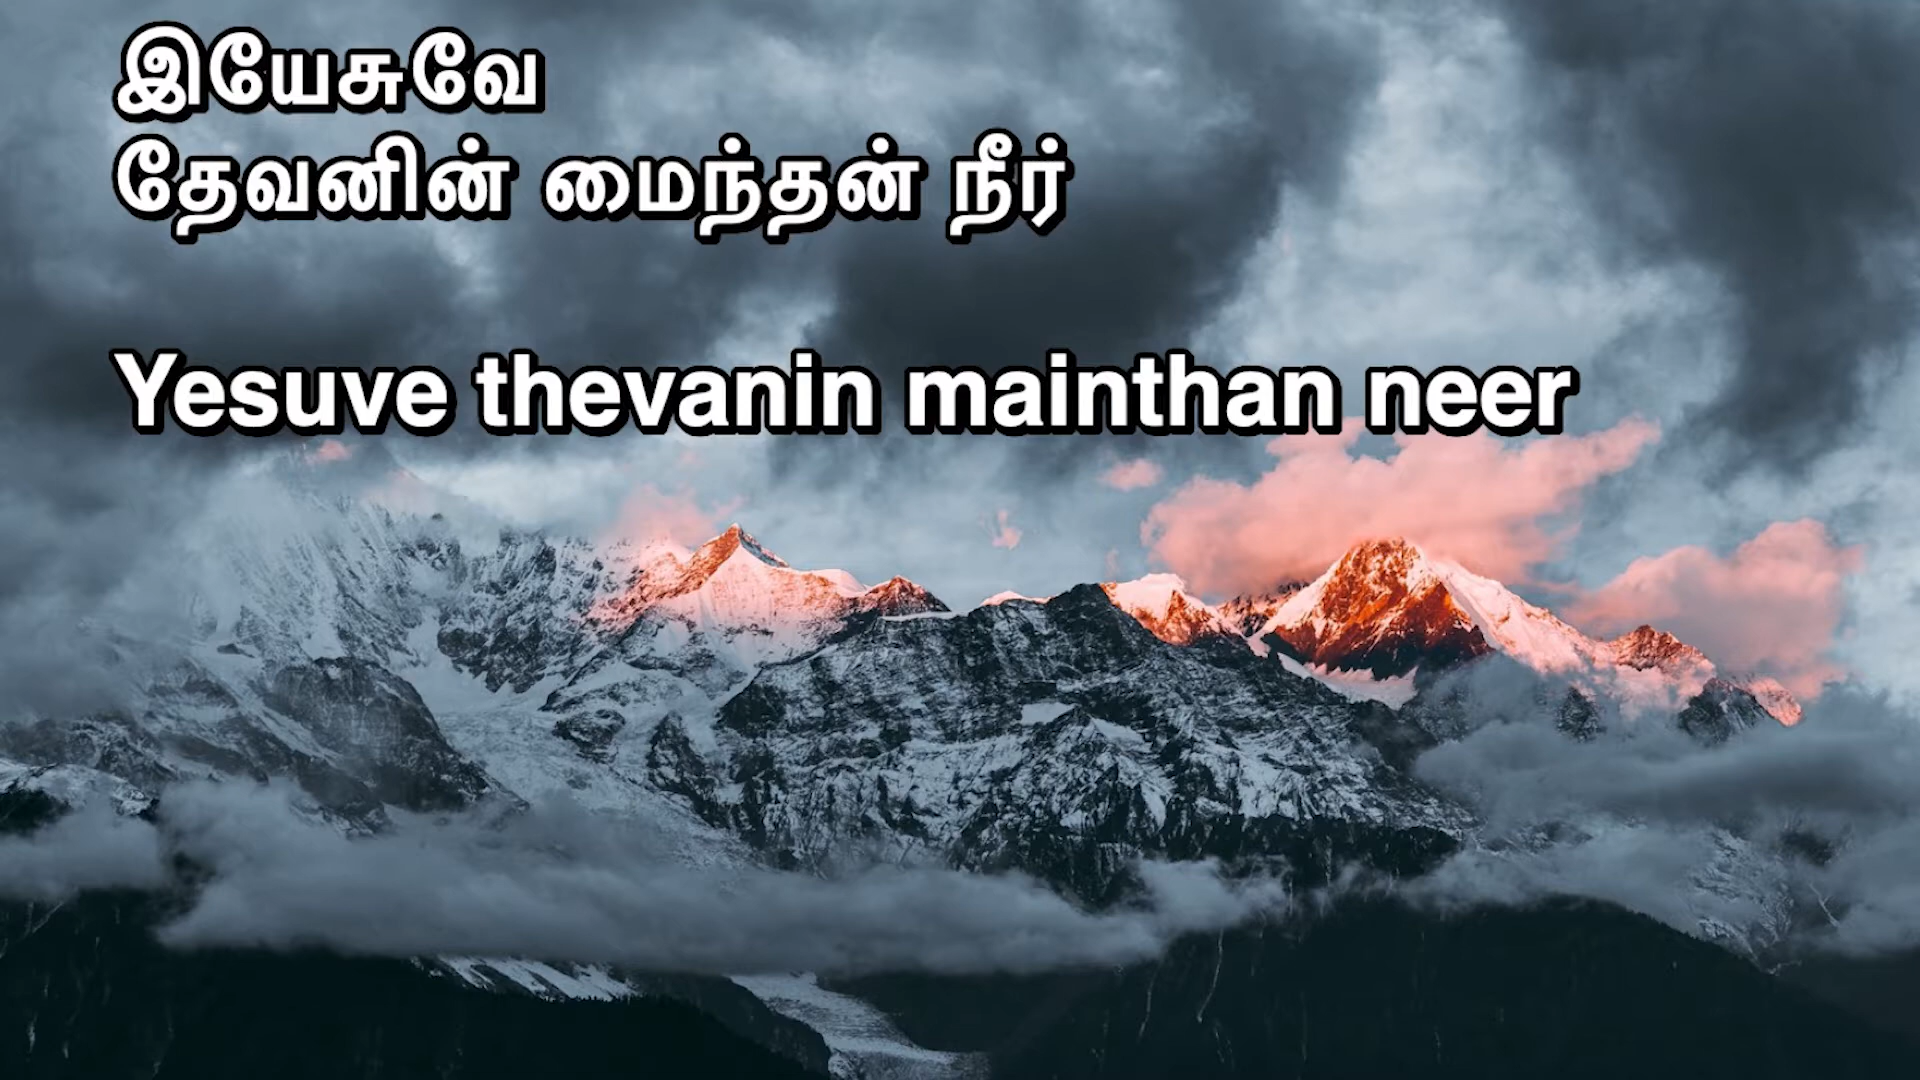 இயேசுவே
தேவனின் மைந்தன் நீர்
Yesuve thevanin mainthan neer